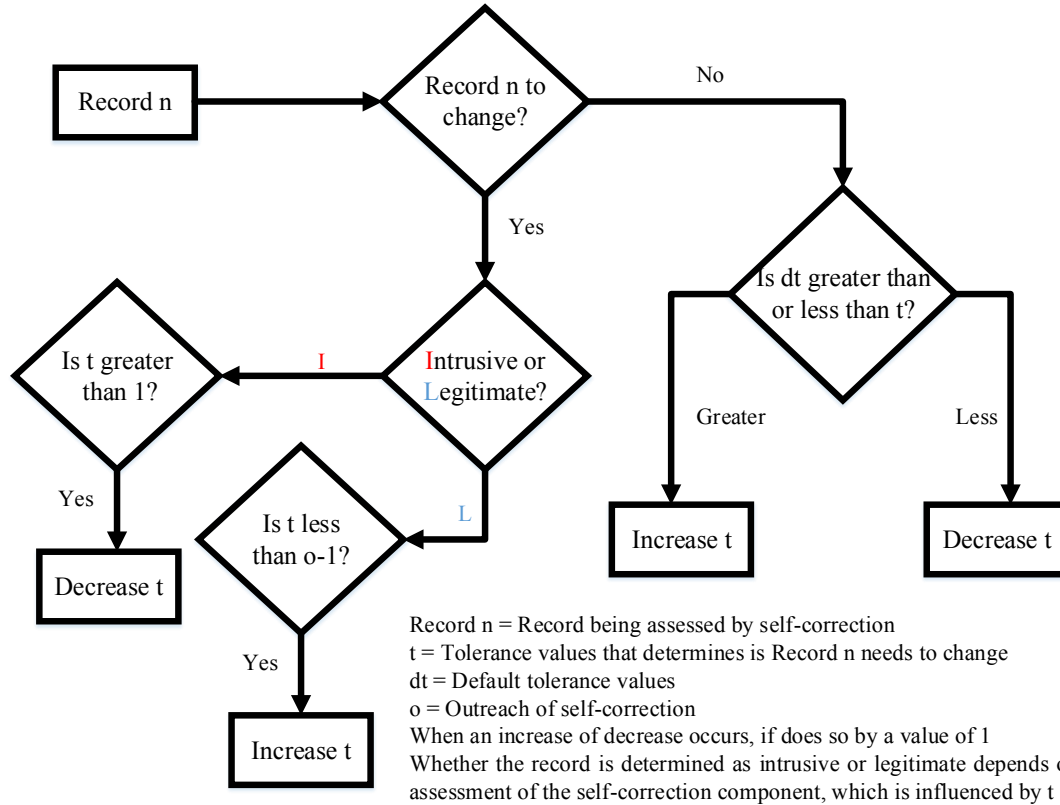 Record n
Record n to
change?
No
Yes
Is dt greater than
or less than t?
Is t greater
than 1?
I
Intrusive or
Legitimate?
Greater
Less
Yes
Is t less
than o-1?
L
Increase t
Decrease t
Decrease t
Yes
Increase t
Record n = Record being assessed by self-correction
t = Tolerance values that determines is Record n needs to change
dt = Default tolerance values
o = Outreach of self-correction
When an increase of decrease occurs, if does so by a value of 1
Whether the record is determined as intrusive or legitimate depends
assessment of the self-correction component, which is influenced by t